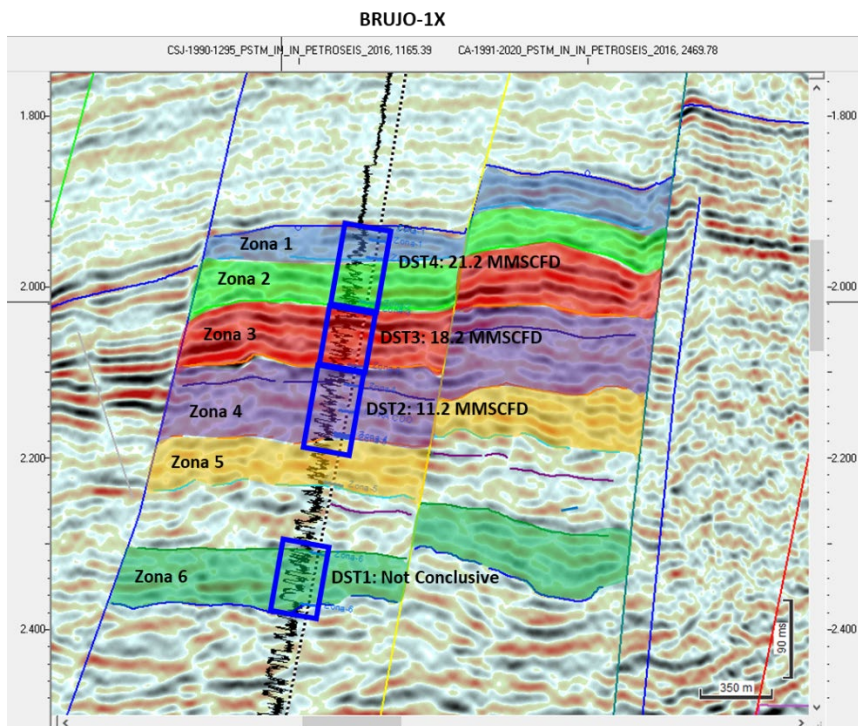 BRUJO-1X
CSJ-1990-1295_PSTM_IN_IN_PETROSEIS_2016, 1165.39
CA-1991-2020_PSTM_IN_IN_PETROSEIS_2016, 2469.78
1.800
-1.800
Zona 1
DST4: 21.2 MMSCFD
Zona 2
2.000
-2.000
Zona 3
DST3: 18.2 MMSCFD
Zona 4
DST2: 11.2 MMSCFD
2.200
-2.200
Zona 5
Zona 6
DST1: Not Conclusive
Zona-6
2.400
-2.400
90 ms
350 m